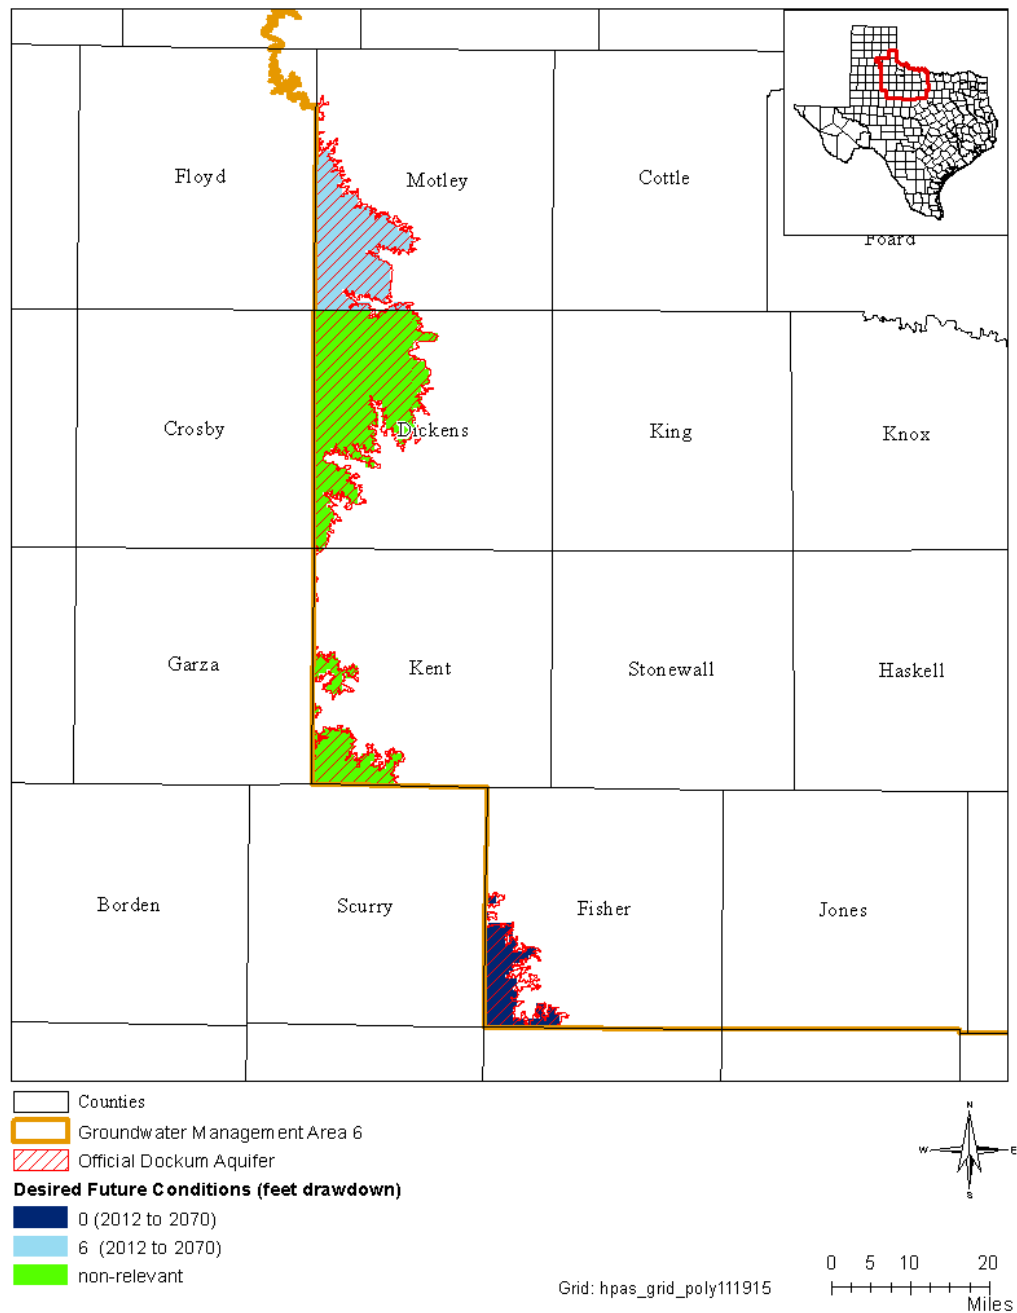 Floyd
Motley
Cottle
Foard
Crosby
Dickens
King
Knox
Garza
Kent
Stonewall
Haskell
Borden
Scurry
Fisher
Jones
Counties
Groundwater Management Area 6
Official Dockum Aquifer
Desired Future Conditions (feet drawdown)
0 (2012 to 2070)
6 (2012 to 2070)
non-relevant
N
W
E
S
Grid: hpas_grid_poly111915
0 5 10 20
Miles